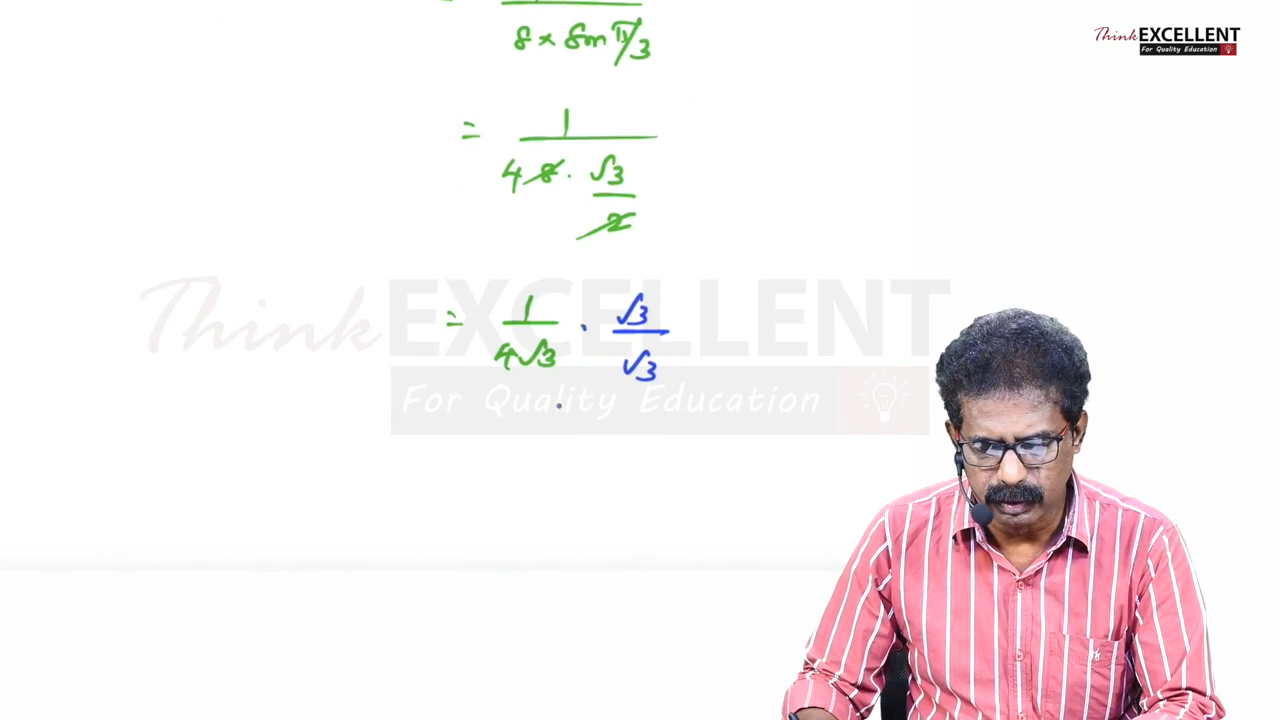 Think EXCELLENT
For Quality Education
8 × Sin π/3
= 1
4 8 · √3
2
= 1 · √3
4√3 √3
Think EXCELLENT
For Quality Education